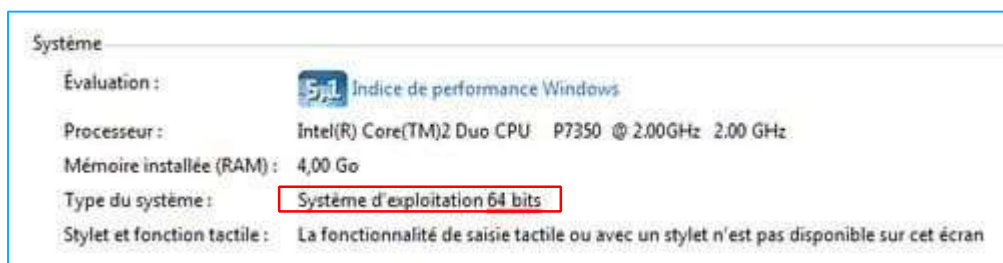 Système
Évaluation : 5,1 Indice de performance Windows
Processeur : Intel(R) Core(TM)2 Duo CPU P7350 @ 2.00GHz 2.00 GHz
Mémoire installée (RAM) : 4,00 Go
Type du système : Système d'exploitation 64 bits
Stylet et fonction tactile : La fonctionnalité de saisie tactile ou avec un stylet n'est pas disponible sur cet écran